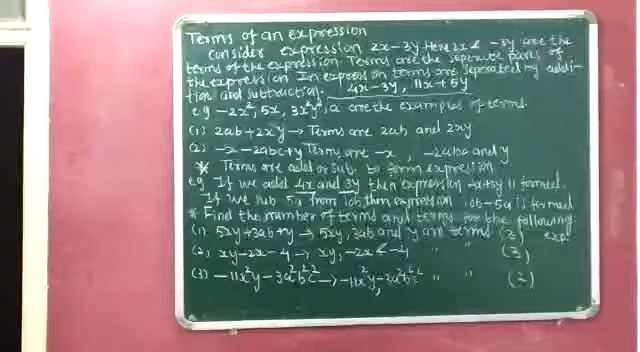 Terms of an expression
Consider expression 2x-3y. Here 2x & -3y are the
terms of the expression. Terms are the seperate parts of
the expression. In expression terms are seperated by addi-
tion and subtraction. 4x-3y, 11x+5y
e.g -2x², 5x, 3x²y², a are the examples of terms.
(1) 2ab+2xy → Terms are 2ab and 2xy
(2) -x-2abc+y Terms are -x, -2abc and y
* Terms are add or sub. to form expression
eg If we add 4x and 3y then expression 4x+3y is formed.
If we sub 5a from 10b then expression 10b-5a is formed
* Find the number of terms and terms for the following
(1) 5xy+3ab+y → 5xy, 3ab and y are terms (3) exp.
(2) xy-2x-4 → xy, -2x & -4 " " (3)
(3) -11x²y-3a²b²c² → -11x²y, -3a²b²c² " " (2)